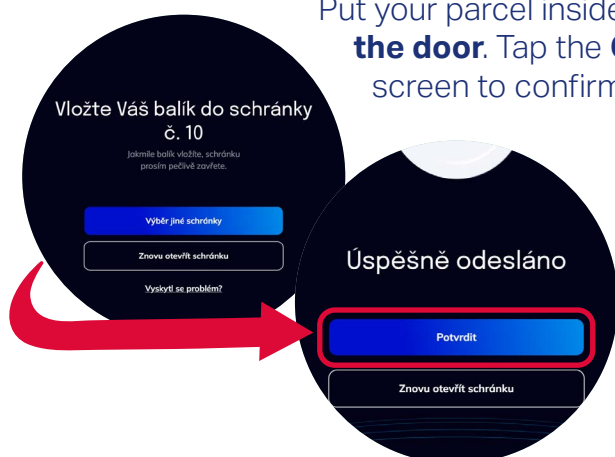 Put your parcel inside
the door. Tap the
screen to confirm
Vložte Váš balík do schránky
č. 10
Jakmile balík vložíte, schránku
prosím pečlivě zavřete.
Výběr jiné schránky
Znovu otevřít schránku
Vyskytl se problém?
Úspěšně odesláno
Potvrdit
Znovu otevřít schránku